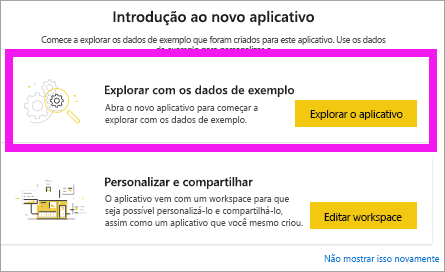 Introdução ao novo aplicativo
Comece a explorar os dados de exemplo que foram criados para este aplicativo. Use os dados
Explorar com os dados de exemplo
Abra o novo aplicativo para começar a
explorar com os dados de exemplo.
Explorar o aplicativo
Personalizar e compartilhar
O aplicativo vem com um workspace para que
seja possível personalizá-lo e compartilhá-lo,
assim como um aplicativo que você mesmo criou.
Editar workspace
Não mostrar isso novamente